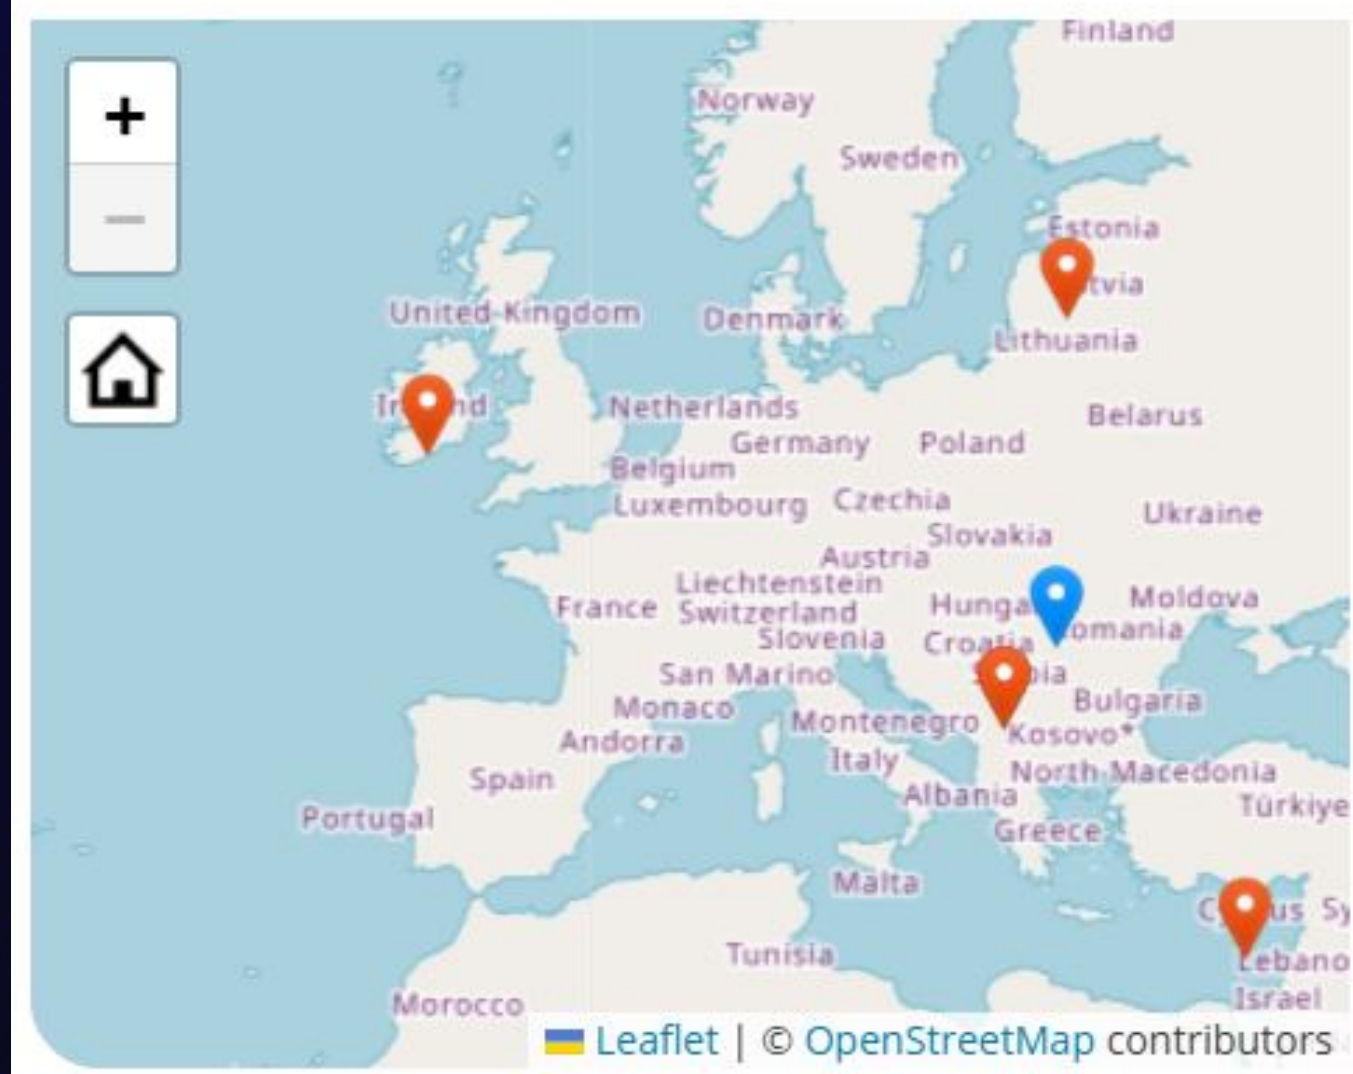 Finland
+
Norway
Sweden
−
Estonia
tvia
United Kingdom
Denmark
Lithuania
Netherlands
Belarus
Germany
Poland
Belgium
Luxembourg
Czechia
Ukraine
Slovakia
Austria
Liechtenstein
France
Switzerland
Moldova
Slovenia
Croatia
San Marino
Bulgaria
Monaco
Montenegro
Kosovo*
Andorra
Italy
Spain
North Macedonia
Albania
Türkiye
Portugal
Greece
Malta
Tunisia
Israel
Morocco
Leaflet | © OpenStreetMap contributors